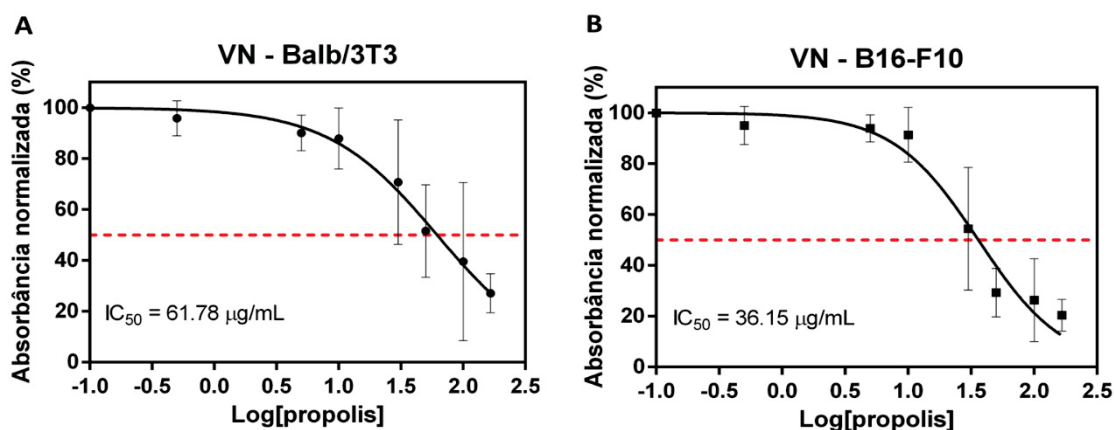 A
VN - Balb/3T3
Absorbância normalizada (%)
100
80
60
40
20
0
IC50 = 61.78 μg/mL
-1.0 -0.5 0.0 0.5 1.0 1.5 2.0 2.5
Log[propolis]
B
VN - B16-F10
Absorbância normalizada (%)
100
80
60
40
20
0
IC50 = 36.15 μg/mL
-1.0 -0.5 0.0 0.5 1.0 1.5 2.0 2.5
Log[propolis]